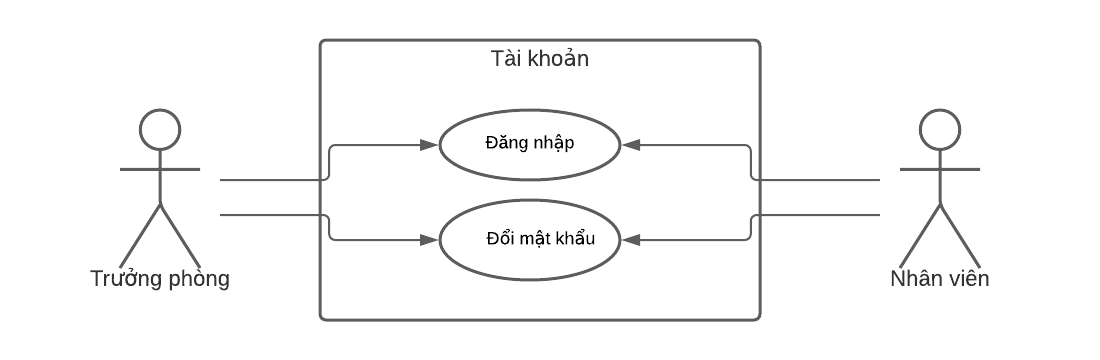 Tài khoản
Đăng nhập
Đổi mật khẩu
Trưởng phòng
Nhân viên